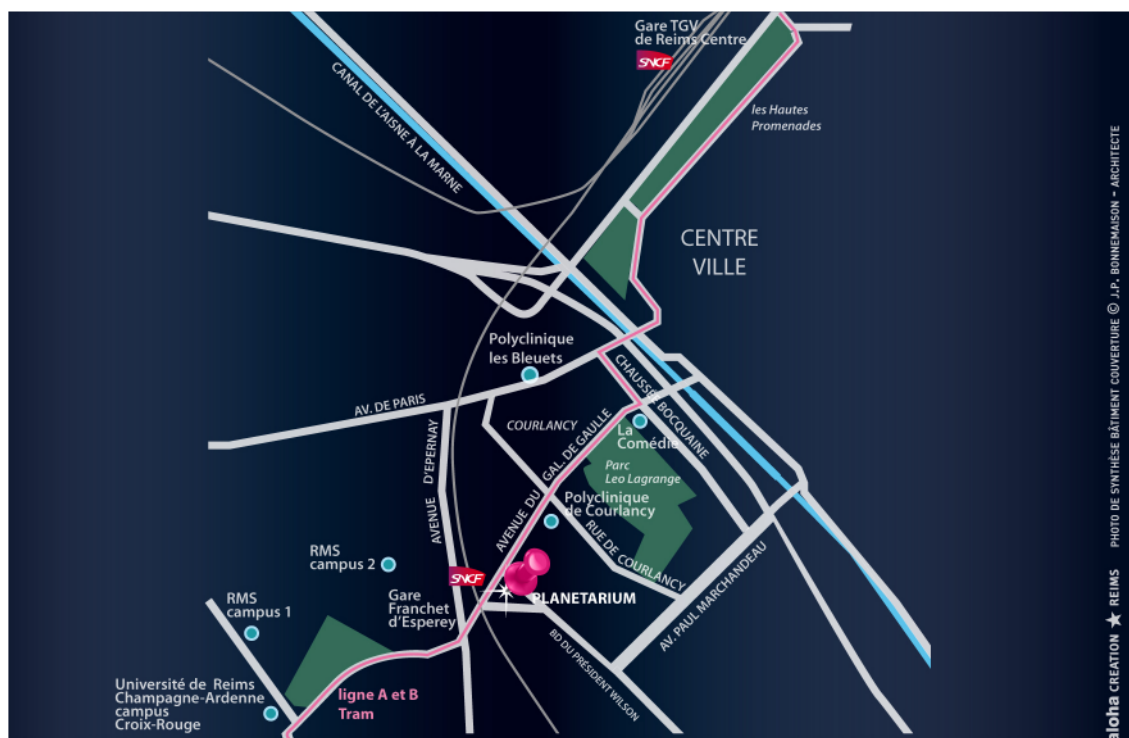 Gare TGV
de Reims Centre
SNCF
les Hautes
Promenades
CANAL DE L'AISNE À LA MARNE
CENTRE
VILLE
Polyclinique
les Bleuets
AV. DE PARIS
COURLANCY
CHAUSSÉE BOCQUAINE
La
Comédie
AVENUE D'EPERNAY
AVENUE DU GAL. DE GAULLE
Parc
Leo Lagrange
Polyclinique
de Courlancy
RUE DE COURLANCY
RMS
campus 2
SNCF
Gare
Franchet
d'Esperey
PLANETARIUM
AV. PAUL MARCHANDEAU
BD DU PRÉSIDENT WILSON
RMS
campus 1
Université de Reims
Champagne-Ardenne
campus
Croix-Rouge
ligne A et B
Tram
aloha CREATION ★ REIMS PHOTO DE SYNTHÈSE BÂTIMENT COUVERTURE © J.P. BONNEMAISON - ARCHITECTE